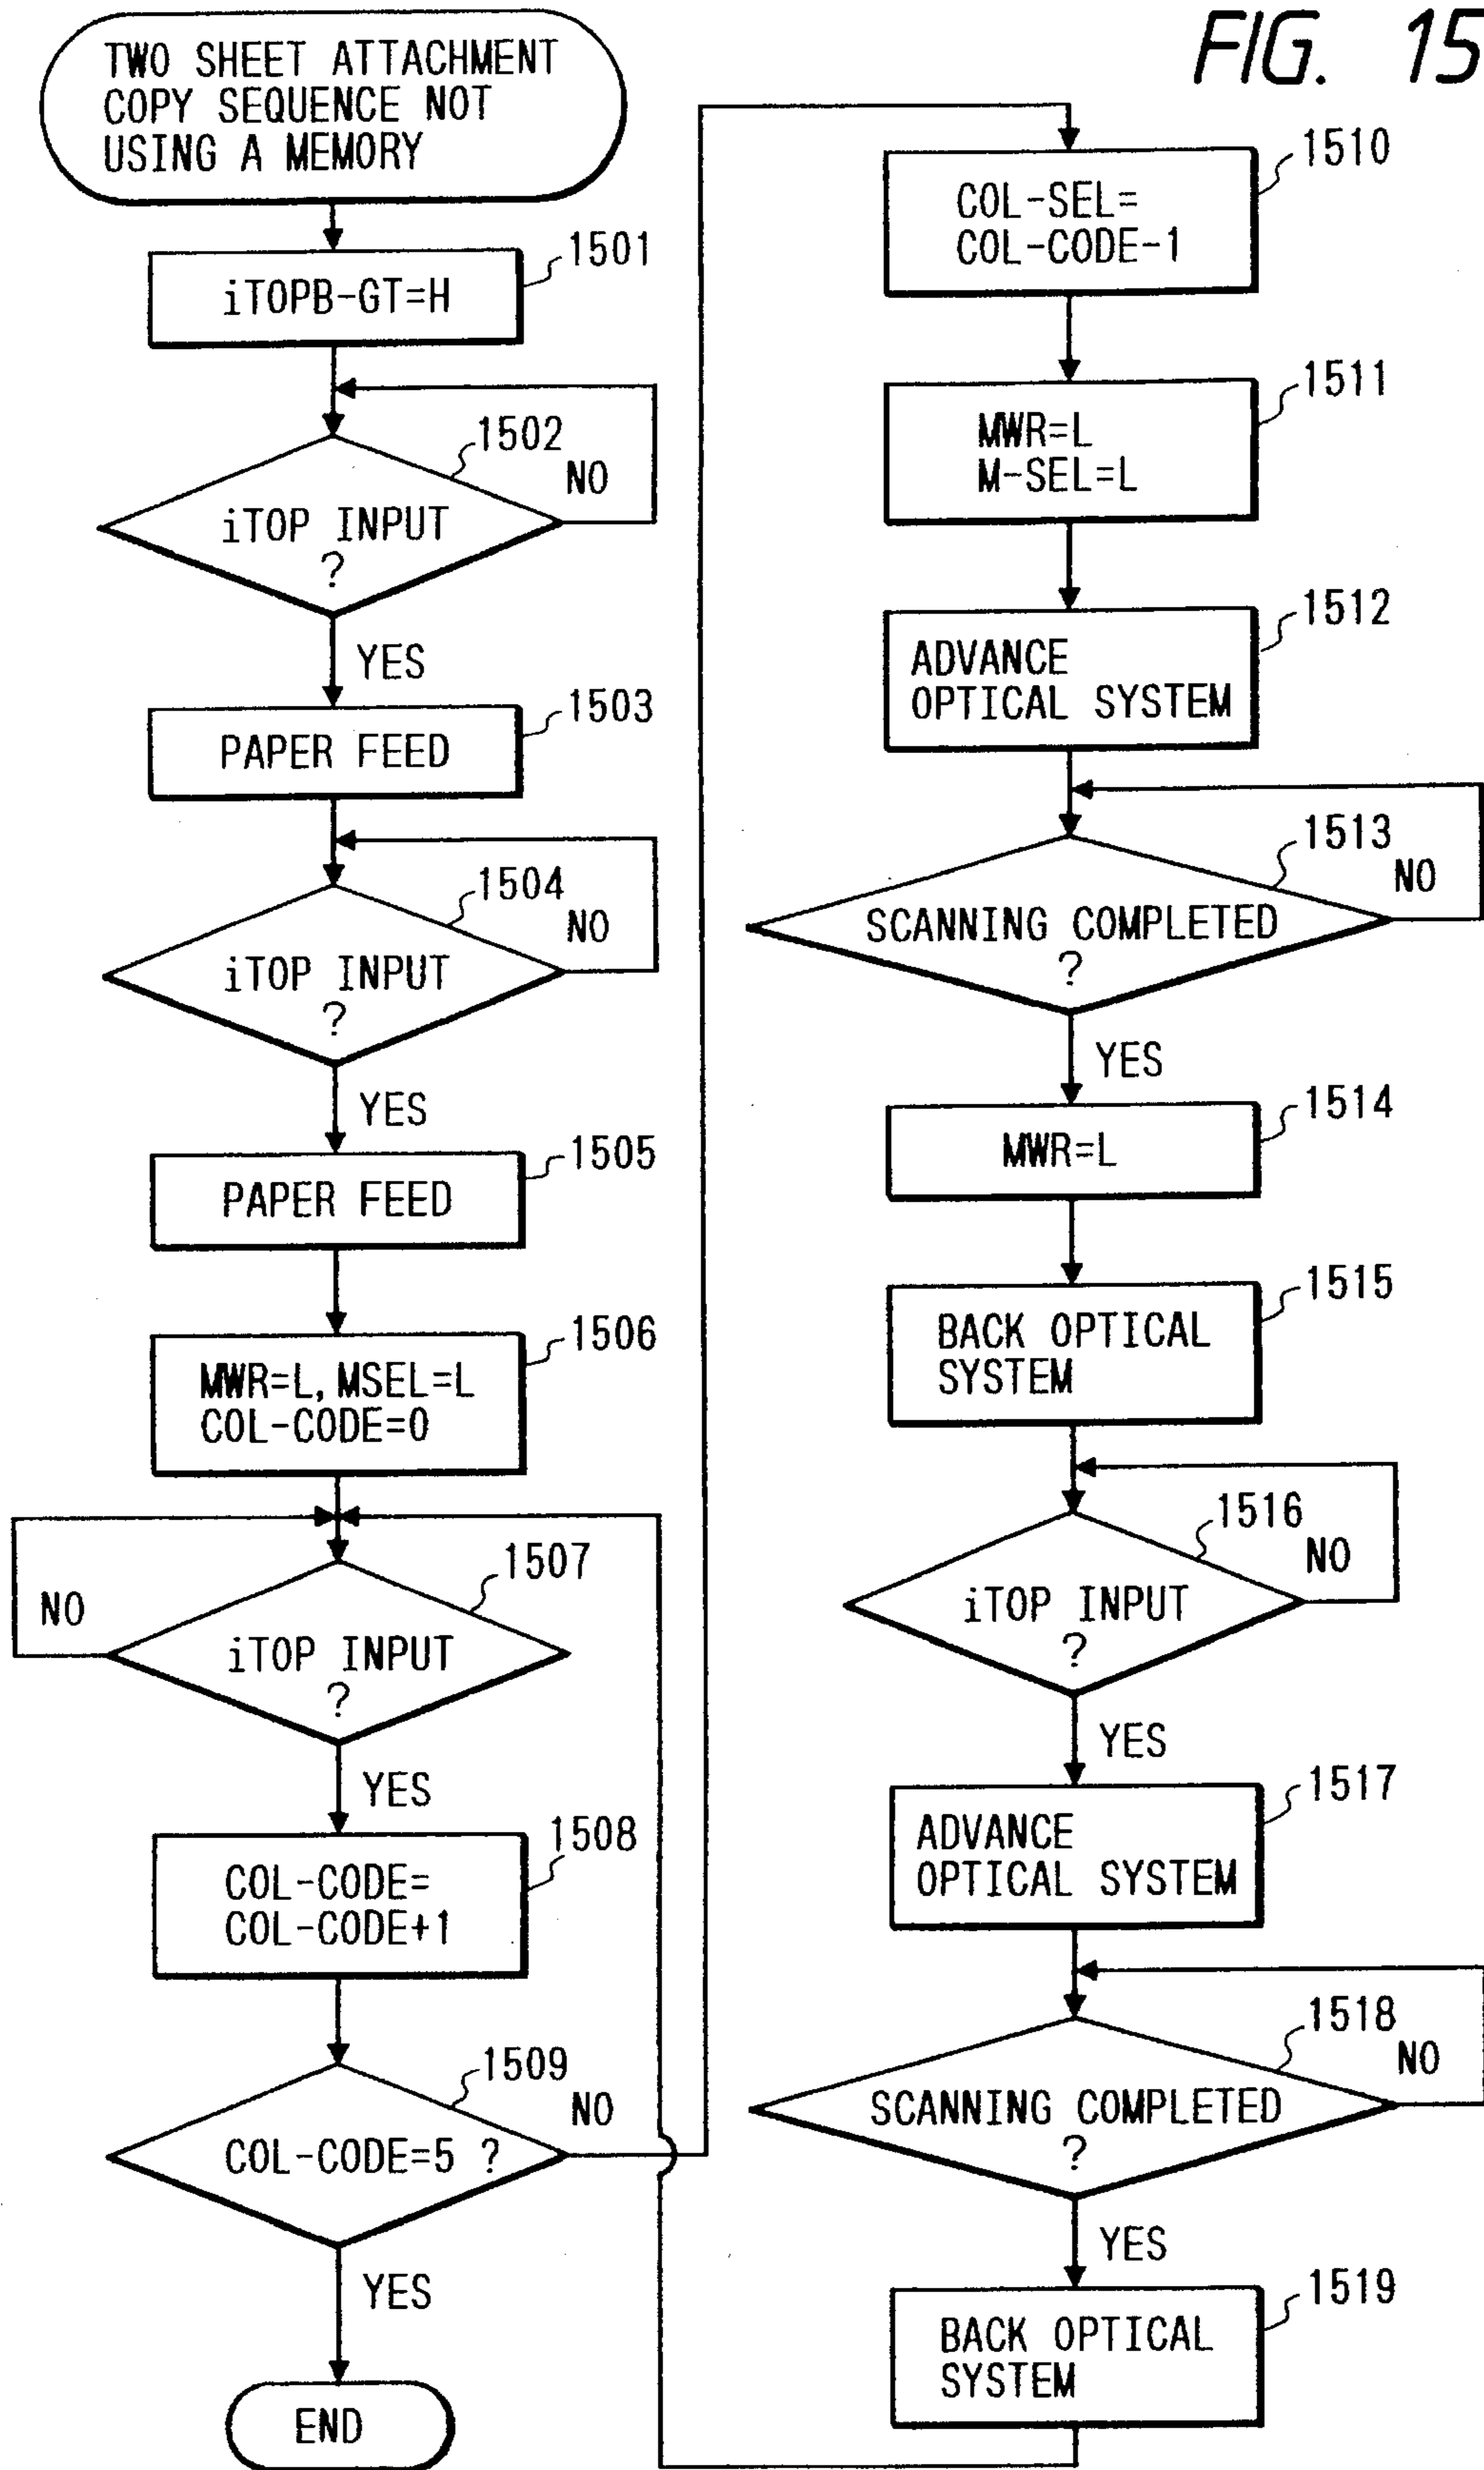 FIG. 15
TWO SHEET ATTACHMENT
COPY SEQUENCE NOT
USING A MEMORY
1501
iTOPB-GT=H
1502
NO
iTOP INPUT
?
YES
1503
PAPER FEED
1504
NO
iTOP INPUT
?
YES
1505
PAPER FEED
1506
MWR=L, MSEL=L
COL-CODE=0
1507
NO
iTOP INPUT
?
YES
1508
COL-CODE=
COL-CODE+1
1509
NO
COL-CODE=5 ?
YES
END
1510
COL-SEL=
COL-CODE-1
1511
MWR=L
M-SEL=L
1512
ADVANCE
OPTICAL SYSTEM
1513
NO
SCANNING COMPLETED
?
YES
1514
MWR=L
1515
BACK OPTICAL
SYSTEM
1516
NO
iTOP INPUT
?
YES
1517
ADVANCE
OPTICAL SYSTEM
1518
NO
SCANNING COMPLETED
?
YES
1519
BACK OPTICAL
SYSTEM